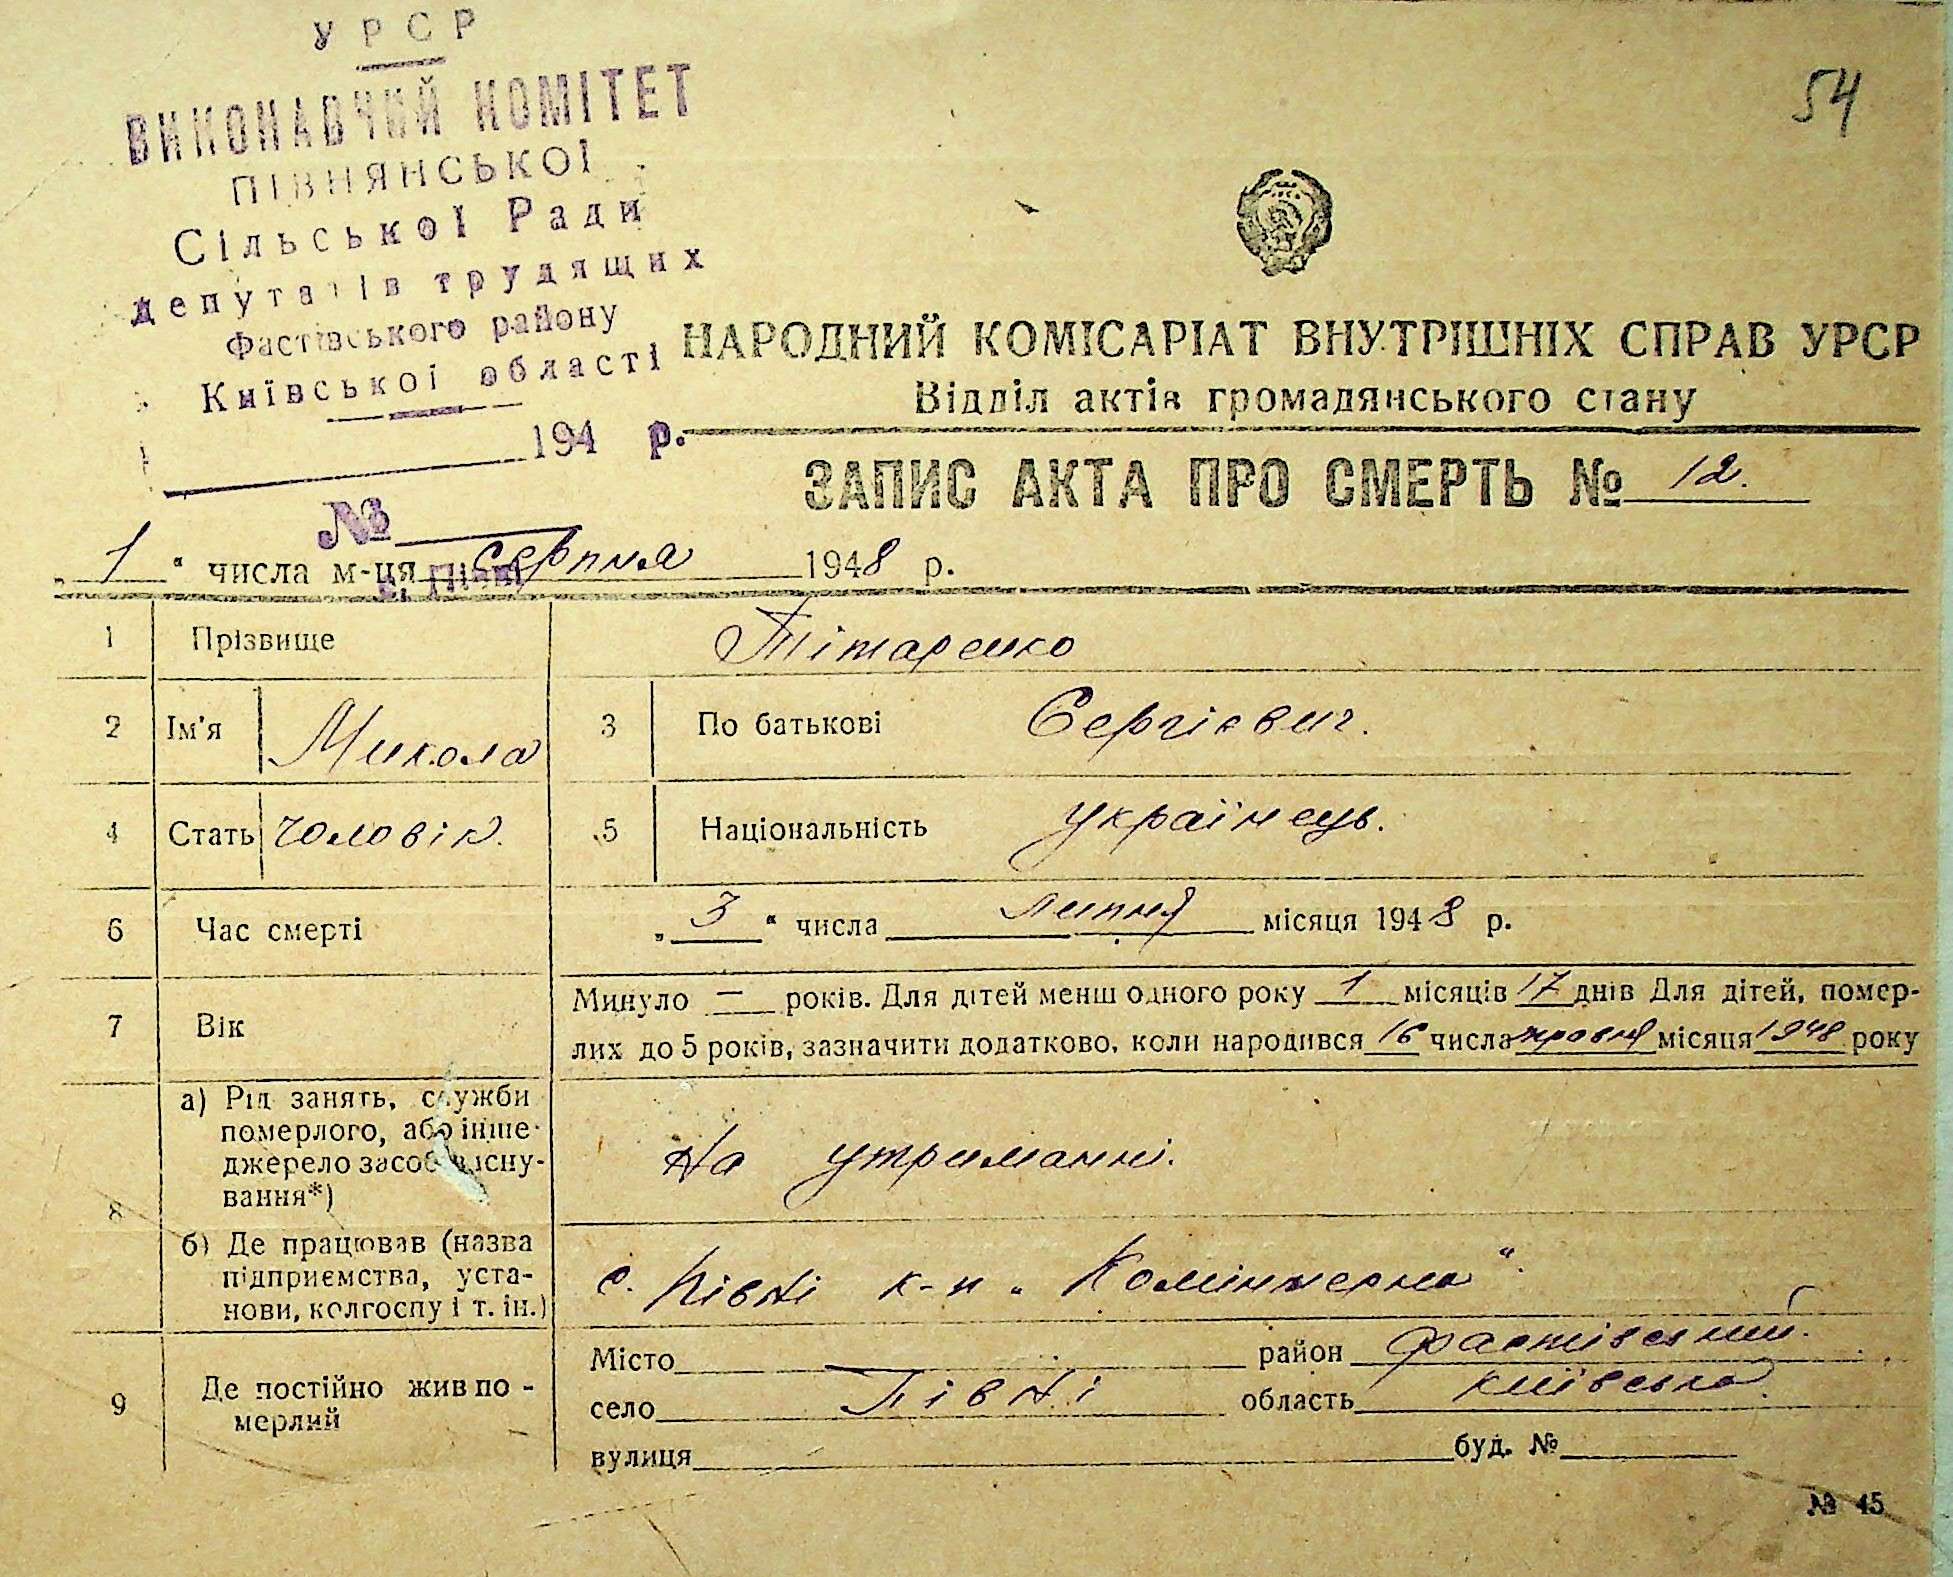 УРСР
54
ВИКОНАВЧИЙ КОМІТЕТ
ПІВНЯНСЬКОЇ
Сільської Ради
депутатів трудящих
Фастівського району
Київської області
194 р.
№
с. Півні
НАРОДНИЙ КОМІСАРІАТ ВНУТРІШНІХ СПРАВ УРСР
Відділ актів громадянського стану
ЗАПИС АКТА ПРО СМЕРТЬ № 12.
„ 1 “ числа м-ця серпня 1948 р.
1 Прізвище Тітаренко
2 Ім'я Микола 3 По батькові Сергієвич.
4 Стать чоловік. 5 Національність українець.
6 Час смерті „ 3 “ числа липня місяця 1948 р.
7 Вік Минуло — років. Для дітей менш одного року 1 місяців 17 днів Для дітей, помер-
лих до 5 років, зазначити додатково, коли народився 16 числа місяця 1948 року
8 а) Рід занять, служби
померлого, або інше
джерело засобів існу-
вання*)
На утриманні.
б) Де працював (назва
підприємства, уста-
нови, колгоспу і т. ін.)
с. Півні к-п „Комінтерна“.
9 Де постійно жив по-
мерлий
Місто — район Фастівський.
село Півні область Київська.
вулиця буд. №
№ 45